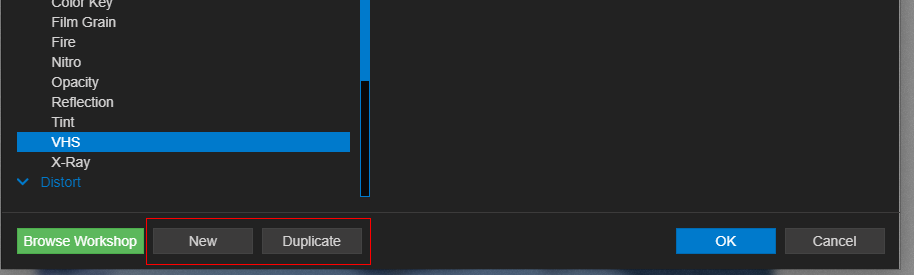 Color Key
Film Grain
Fire
Nitro
Opacity
Reflection
Tint
VHS
X-Ray
Distort
Browse Workshop
New
Duplicate
OK
Cancel